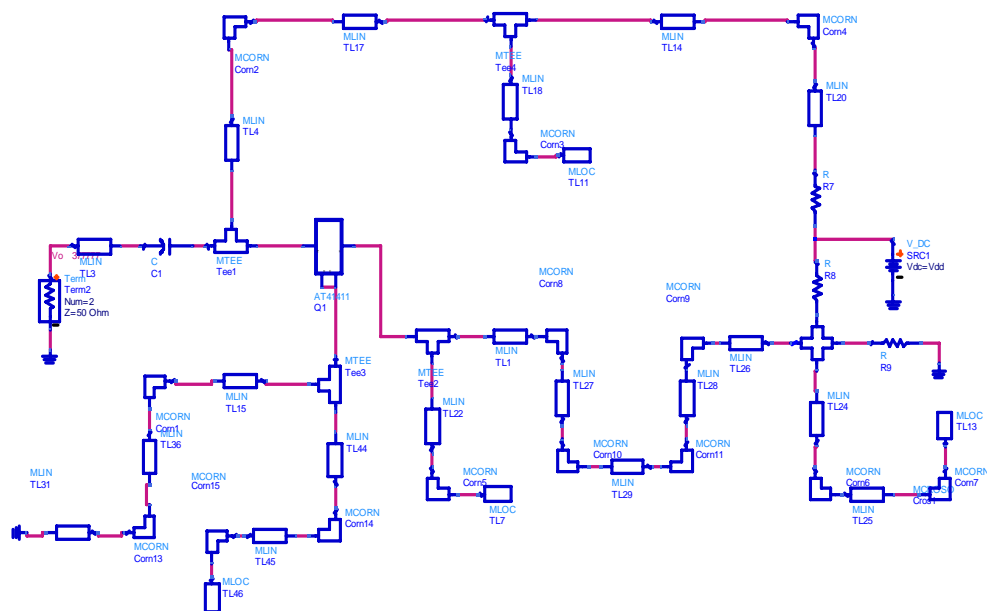 MCORN
Corn2
MLIN
TL17
MTEE
Tee4
MLIN
TL14
MCORN
Corn4
MLIN
TL18
MLIN
TL20
MLIN
TL4
MCORN
Corn3
MLOC
TL11
R
R7
MLIN
TL3
C
C1
MTEE
Tee1
Term
Term2
Num=2
Z=50 Ohm
AT41411
Q1
MCORN
Corn8
MCORN
Corn9
R
R8
V_DC
SRC1
Vdc=Vdd
MTEE
Tee3
MTEE
Tee2
MLIN
TL1
MLIN
TL26
R
R9
MLIN
TL15
MLIN
TL27
MLIN
TL28
MCORN
Corn1
MLIN
TL36
MLIN
TL44
MLIN
TL22
MLIN
TL24
MLOC
TL13
MLIN
TL31
MCORN
Corn15
MCORN
Corn5
MLOC
TL7
MCORN
Corn10
MLIN
TL29
MCORN
Corn11
MCORN
Corn6
MLIN
TL25
MCROSO
Cros1
MCORN
Corn7
MCORN
Corn13
MLIN
TL45
MCORN
Corn14
MLOC
TL46